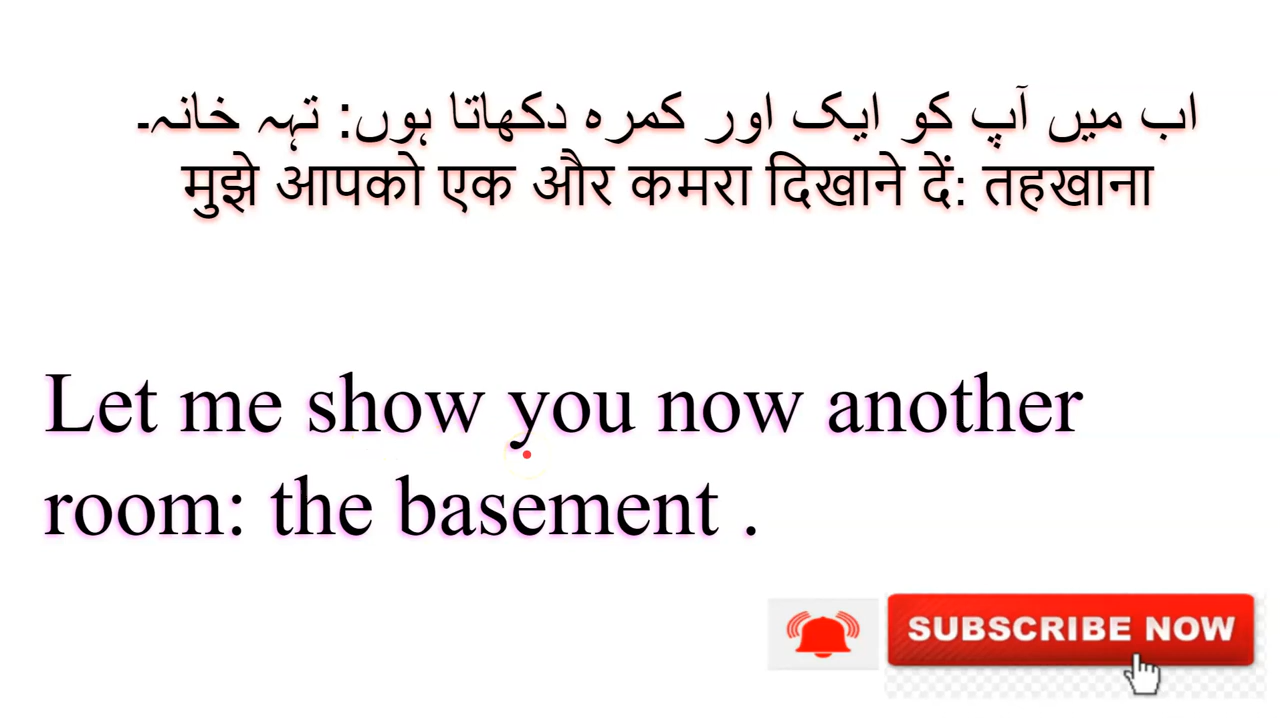 اب میں آپ کو ایک اور کمرہ دکھاتا ہوں: تہہ خانہ۔
मुझे आपको एक और कमरा दिखाने दें: तहखाना
Let me show you now another
room: the basement .
SUBSCRIBE NOW